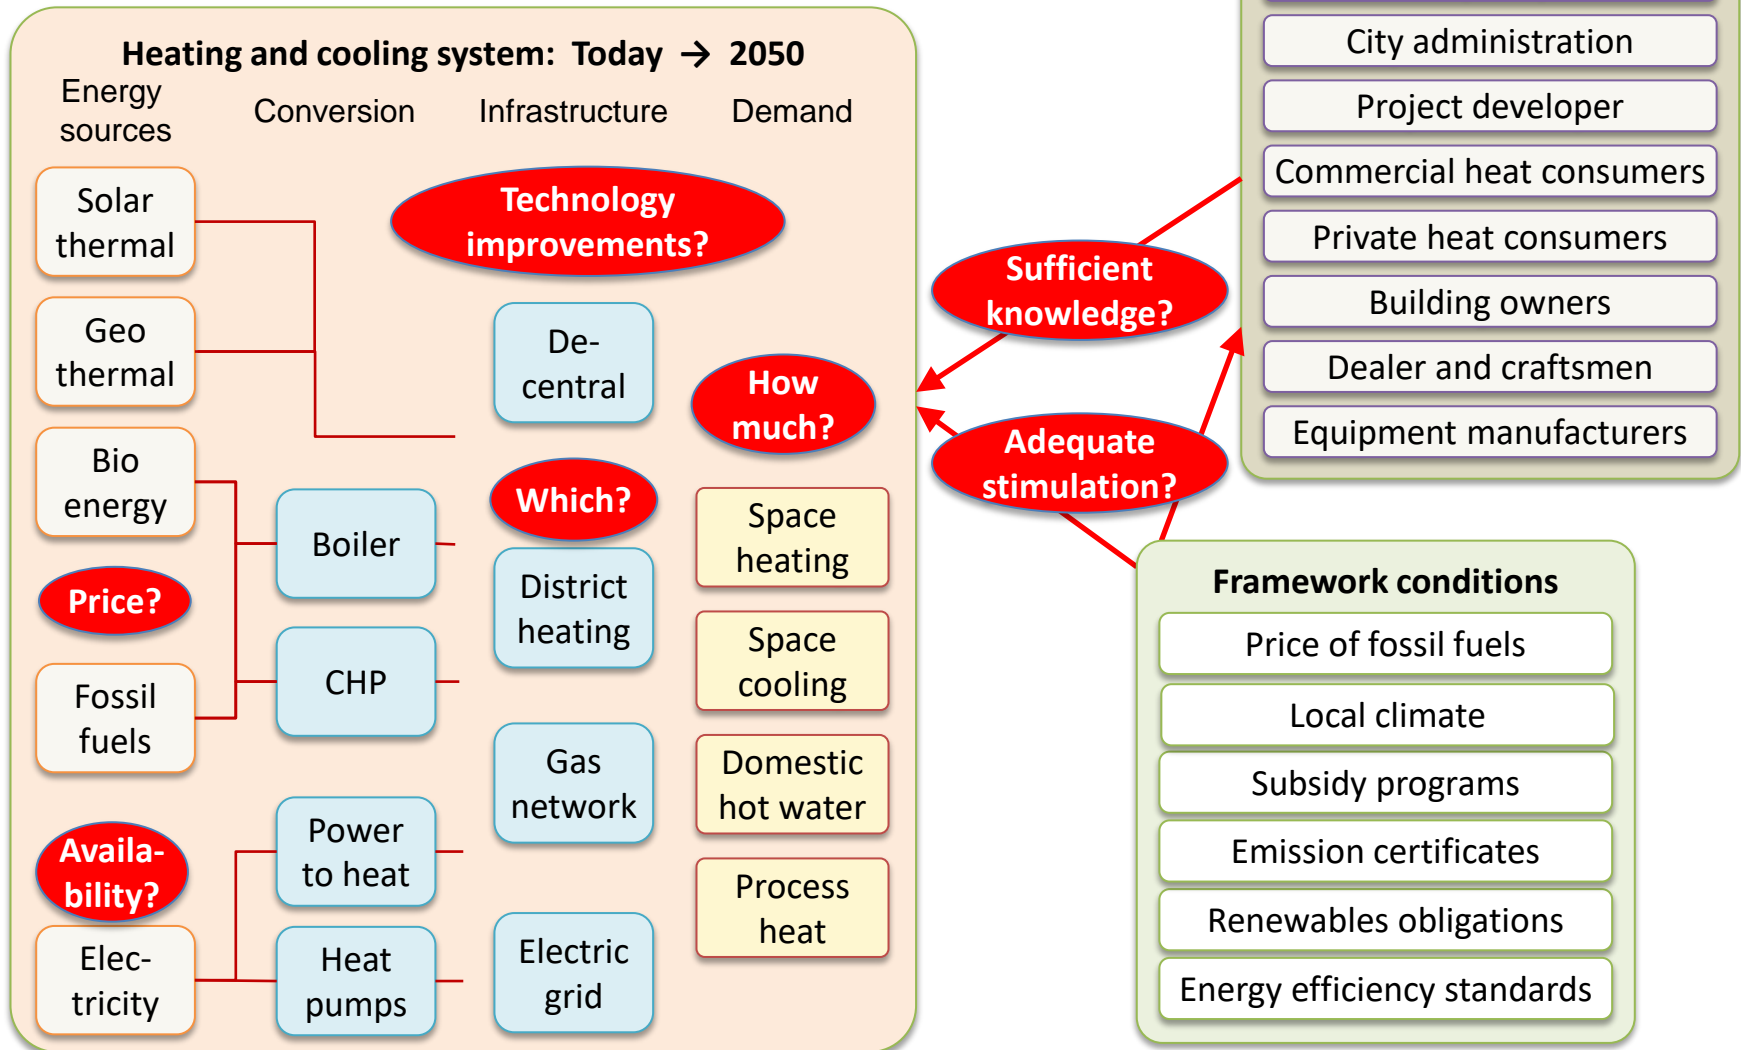 Heating and cooling system: Today → 2050
Energy
sources
Conversion
Infrastructure
Demand
Solar
thermal
Geo
thermal
Bio
energy
Price?
Fossil
fuels
Availa-
bility?
Elec-
tricity
Boiler
CHP
Power
to heat
Heat
pumps
Technology
improvements?
De-
central
Which?
District
heating
Gas
network
Electric
grid
How
much?
Space
heating
Space
cooling
Domestic
hot water
Process
heat
Sufficient
knowledge?
Adequate
stimulation?
City administration
Project developer
Commercial heat consumers
Private heat consumers
Building owners
Dealer and craftsmen
Equipment manufacturers
Framework conditions
Price of fossil fuels
Local climate
Subsidy programs
Emission certificates
Renewables obligations
Energy efficiency standards